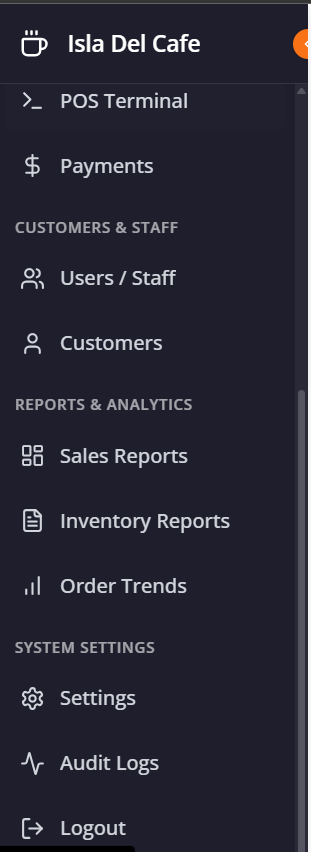 Isla Del Cafe
POS Terminal
Payments
CUSTOMERS & STAFF
Users / Staff
Customers
REPORTS & ANALYTICS
Sales Reports
Inventory Reports
Order Trends
SYSTEM SETTINGS
Settings
Audit Logs
Logout